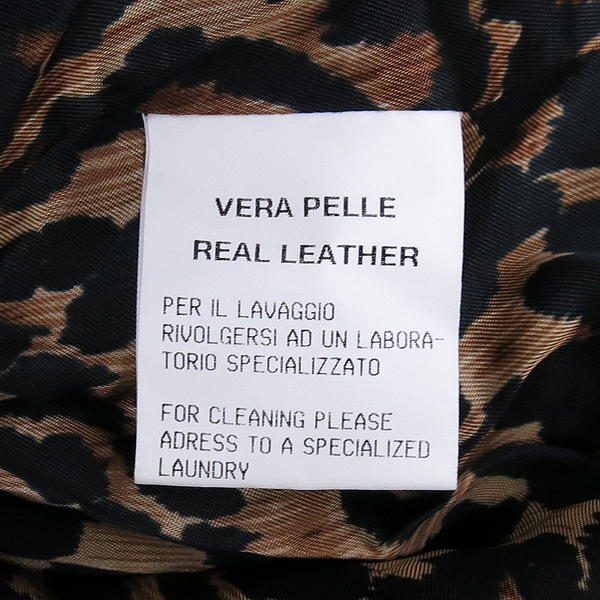 VERA PELLE
REAL LEATHER
PER IL LAVAGGIO
RIVOLGERSI AD UN LABORA-
TORIO SPECIALIZZATO
FOR CLEANING PLEASE
ADRESS TO A SPECIALIZED
LAUNDRY